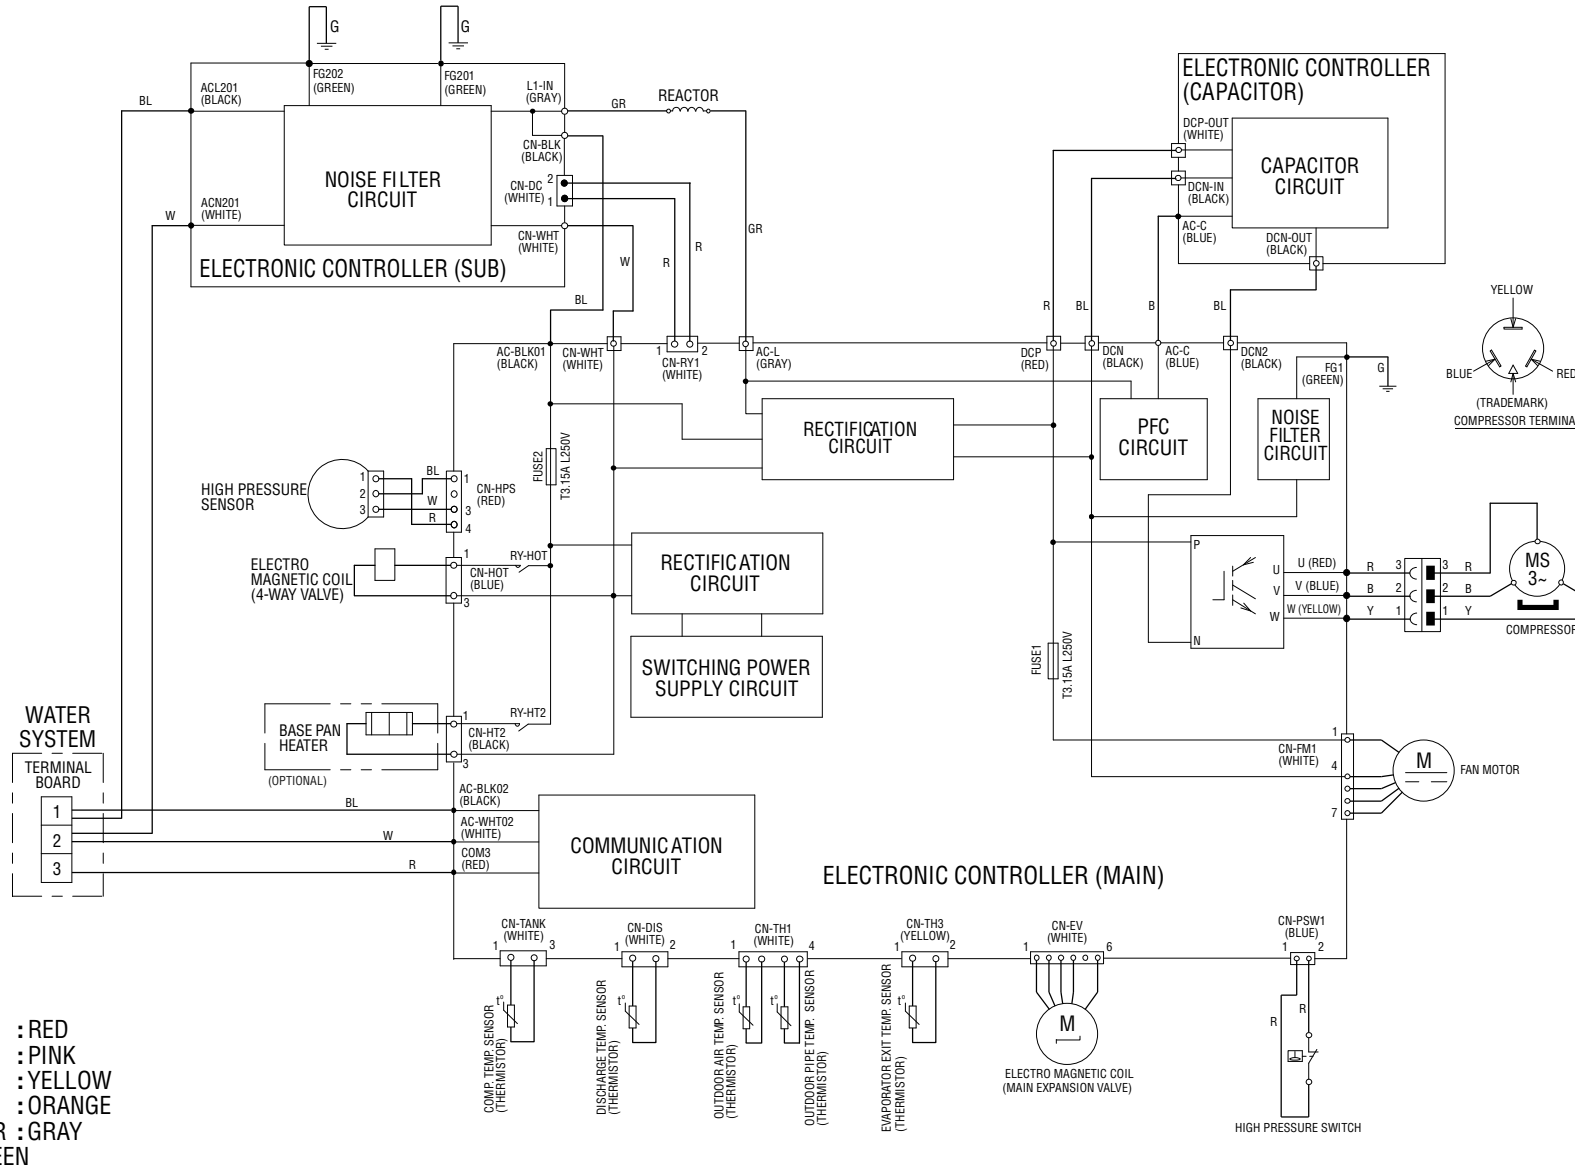 G
G
ELECTRONIC CONTROLLER
(CAPACITOR)
ACL201
(BLACK)
FG202
(GREEN)
FG201
(GREEN)
L1-IN
(GRAY)
BL
GR
REACTOR
DCP-OUT
(WHITE)
CN-BLK
(BLACK)
NOISE FILTER
CIRCUIT
CAPACITOR
CIRCUIT
CN-DC
(WHITE)
2
1
DCN-IN
(BLACK)
ACN201
(WHITE)
W
CN-WHT
(WHITE)
AC-C
(BLUE)
DCN-OUT
(BLACK)
GR
R
R
W
ELECTRONIC CONTROLLER (SUB)
BL
R
BL
B
BL
YELLOW
BLUE
RED
(TRADEMARK)
COMPRESSOR TERMINA
AC-BLK01
(BLACK)
CN-WHT
(WHITE)
1
2
CN-RY1
(WHITE)
AC-L
(GRAY)
DCP
(RED)
DCN
(BLACK)
AC-C
(BLUE)
DCN2
(BLACK)
FG1
(GREEN)
G
RECTIFICATION
CIRCUIT
PFC
CIRCUIT
NOISE
FILTER
CIRCUIT
FUSE2
T3.15A L250V
HIGH PRESSURE
SENSOR
1
2
3
BL
W
R
1
3
4
CN-HPS
(RED)
ELECTRO
MAGNETIC COIL
(4-WAY VALVE)
1
3
CN-HOT
(BLUE)
RY-HOT
RECTIFICATION
CIRCUIT
SWITCHING POWER
SUPPLY CIRCUIT
P
N
U
V
W
U (RED)
V (BLUE)
W (YELLOW)
R
B
Y
3
2
1
3
2
1
R
B
Y
MS
3~
COMPRESSOR
FUSE1
T3.15A L250V
BASE PAN
HEATER
(OPTIONAL)
1
3
CN-HT2
(BLACK)
RY-HT2
WATER
SYSTEM
TERMINAL
BOARD
1
2
3
BL
W
R
AC-BLK02
(BLACK)
AC-WHT02
(WHITE)
COM3
(RED)
COMMUNICATION
CIRCUIT
CN-FM1
(WHITE)
1
4
7
M
FAN MOTOR
ELECTRONIC CONTROLLER (MAIN)
CN-TANK
(WHITE)
1
3
CN-DIS
(WHITE)
1
2
CN-TH1
(WHITE)
1
4
CN-TH3
(YELLOW)
1
2
CN-EV
(WHITE)
1
6
CN-PSW1
(BLUE)
1
2
t°
COMP. TEMP. SENSOR
(THERMISTOR)
t°
DISCHARGE TEMP. SENSOR
(THERMISTOR)
t°
OUTDOOR AIR TEMP. SENSOR
(THERMISTOR)
t°
OUTDOOR PIPE TEMP. SENSOR
(THERMISTOR)
t°
EVAPORATOR EXIT TEMP. SENSOR
(THERMISTOR)
M
ELECTRO MAGNETIC COIL
(MAIN EXPANSION VALVE)
R
R
HIGH PRESSURE SWITCH
:RED
:PINK
:YELLOW
:ORANGE
R :GRAY
EEN